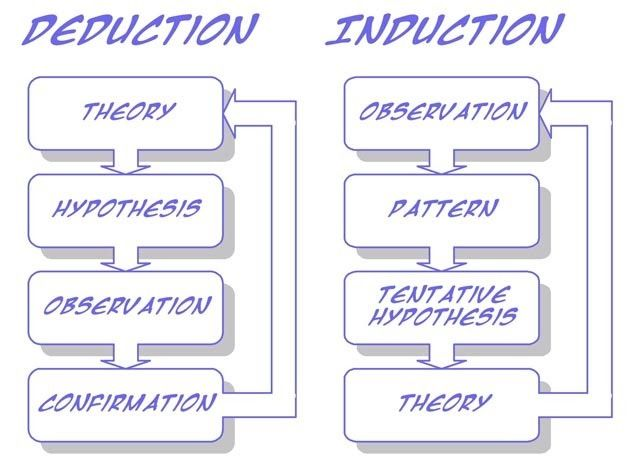 DEDUCTION
THEORY
HYPOTHESIS
OBSERVATION
CONFIRMATION
INDUCTION
OBSERVATION
PATTERN
TENTATIVE
HYPOTHESIS
THEORY